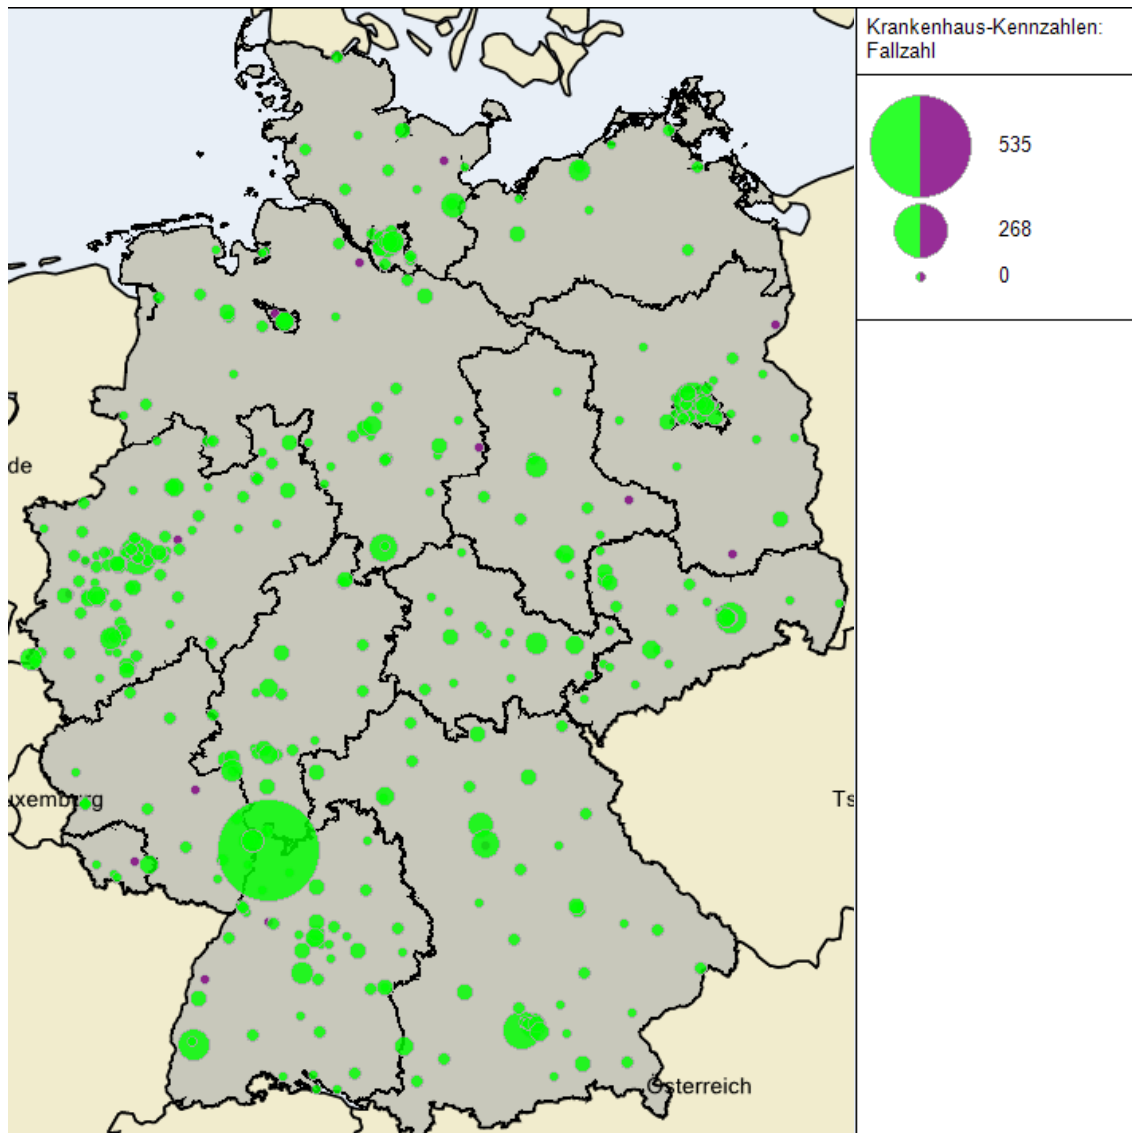 Krankenhaus-Kennzahlen:
Fallzahl
535
268
0
de
uxemburg
Ts
Österreich